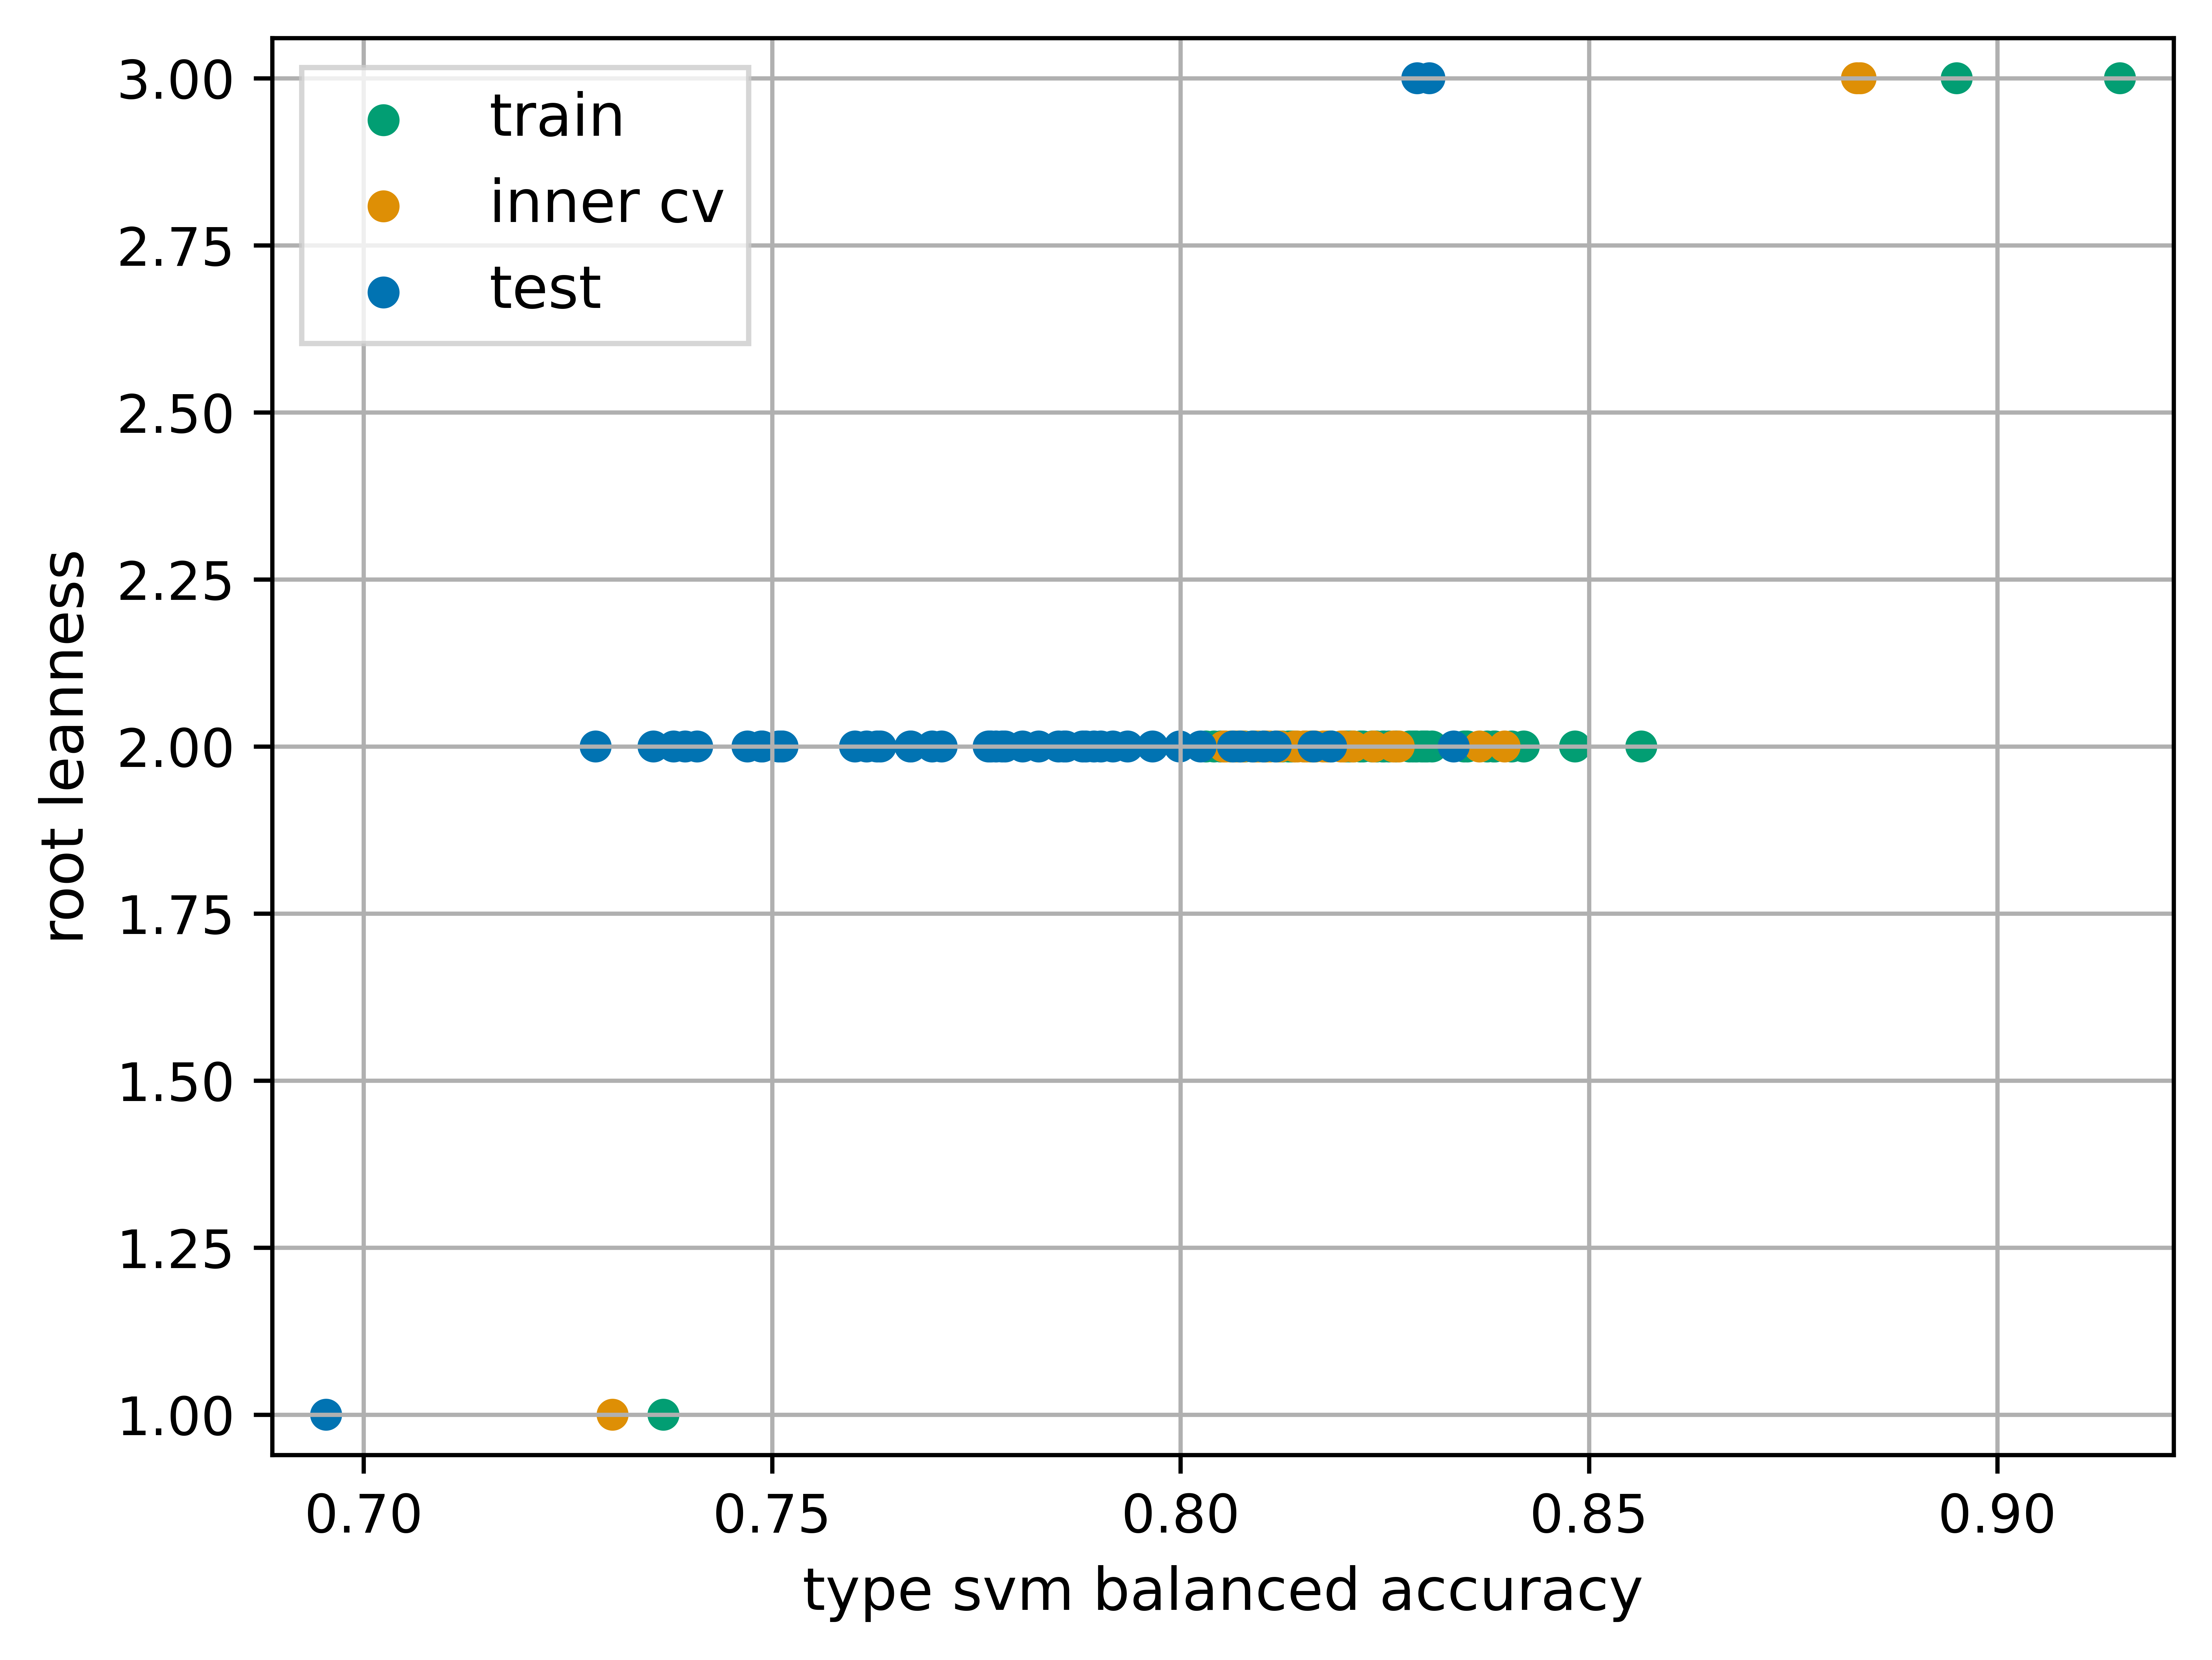 3.00
2.75
2.50
2.25
2.00
1.75
1.50
1.25
1.00
root leanness
train
inner cv
test
0.70 0.75 0.80 0.85 0.90
type svm balanced accuracy